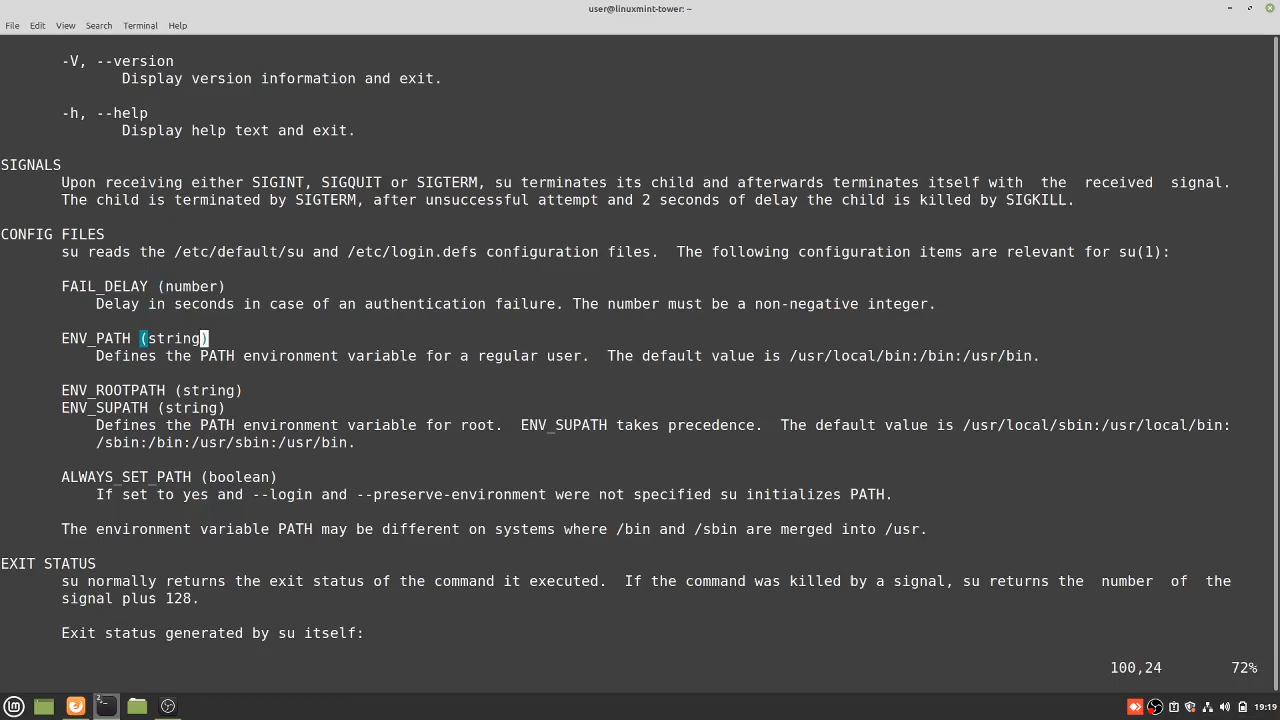 user@linuxmint-tower: ~
File Edit View Search Terminal Help
-V, --version
Display version information and exit.
-h, --help
Display help text and exit.
SIGNALS
Upon receiving either SIGINT, SIGQUIT or SIGTERM, su terminates its child and afterwards terminates itself with the received signal.
The child is terminated by SIGTERM, after unsuccessful attempt and 2 seconds of delay the child is killed by SIGKILL.
CONFIG FILES
su reads the /etc/default/su and /etc/login.defs configuration files. The following configuration items are relevant for su(1):
FAIL_DELAY (number)
Delay in seconds in case of an authentication failure. The number must be a non-negative integer.
ENV_PATH (string)
Defines the PATH environment variable for a regular user. The default value is /usr/local/bin:/bin:/usr/bin.
ENV_ROOTPATH (string)
ENV_SUPATH (string)
Defines the PATH environment variable for root. ENV_SUPATH takes precedence. The default value is /usr/local/sbin:/usr/local/bin:
/sbin:/bin:/usr/sbin:/usr/bin.
ALWAYS_SET_PATH (boolean)
If set to yes and --login and --preserve-environment were not specified su initializes PATH.
The environment variable PATH may be different on systems where /bin and /sbin are merged into /usr.
EXIT STATUS
su normally returns the exit status of the command it executed. If the command was killed by a signal, su returns the number of the
signal plus 128.
Exit status generated by su itself:
100,24 72%
19:19